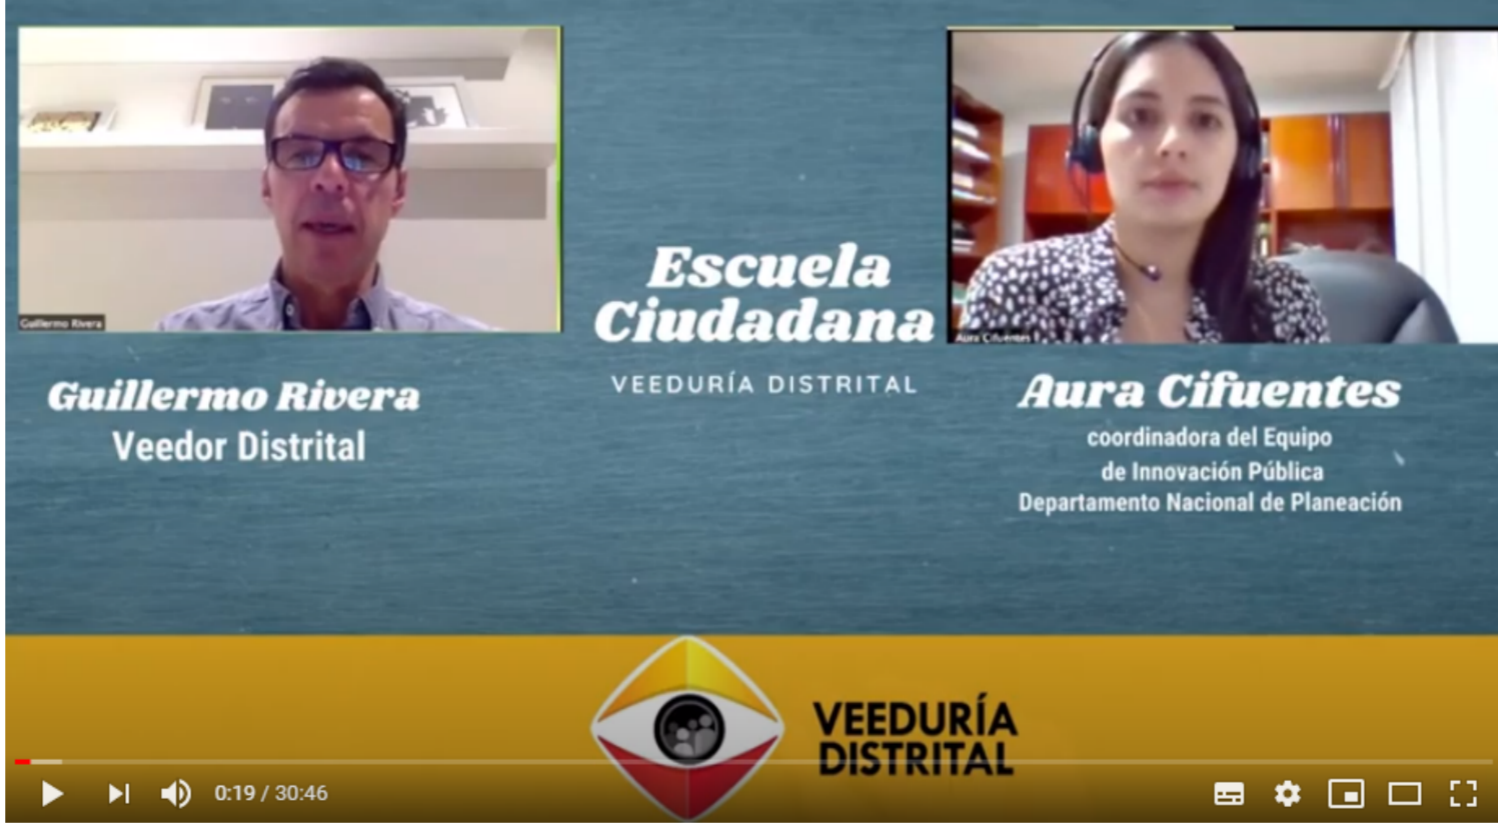 Guillermo Rivera
Aura Cifuentes
Escuela
Ciudadana
VEEDURÍA DISTRITAL
Guillermo Rivera
Veedor Distrital
Aura Cifuentes
coordinadora del Equipo
de Innovación Pública
Departamento Nacional de Planeación
VEEDURÍA
DISTRITAL
0:19 / 30:46